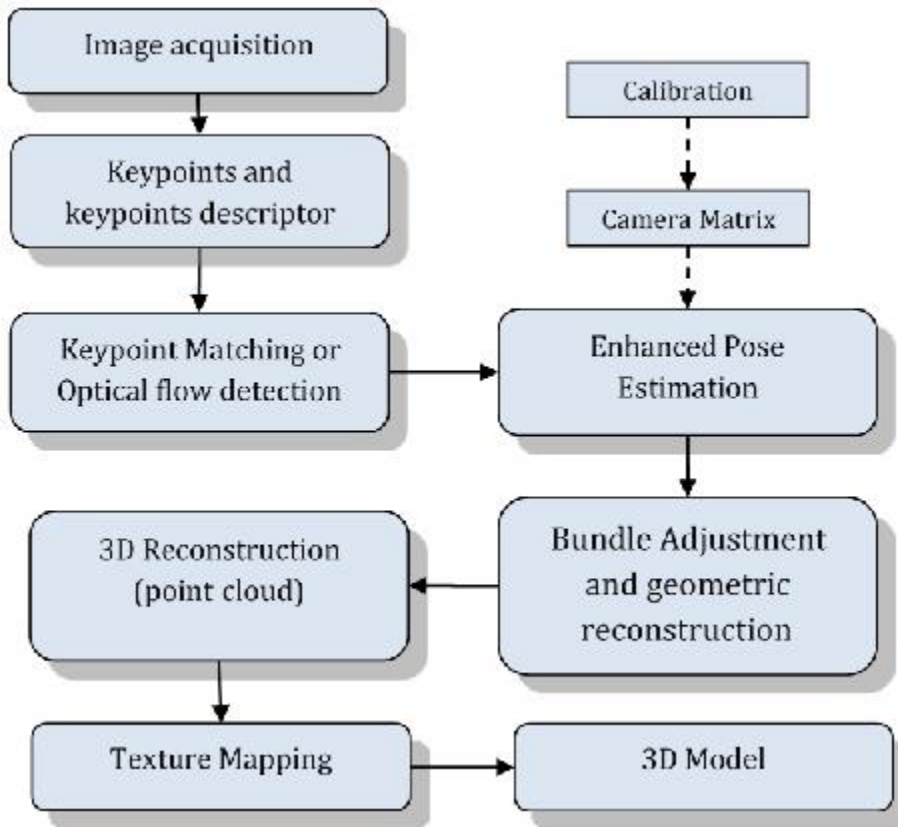 Image acquisition
Keypoints and
keypoints descriptor
Keypoint Matching or
Optical flow detection
Calibration
Camera Matrix
Enhanced Pose
Estimation
Bundle Adjustment
and geometric
reconstruction
3D Reconstruction
(point cloud)
Texture Mapping
3D Model